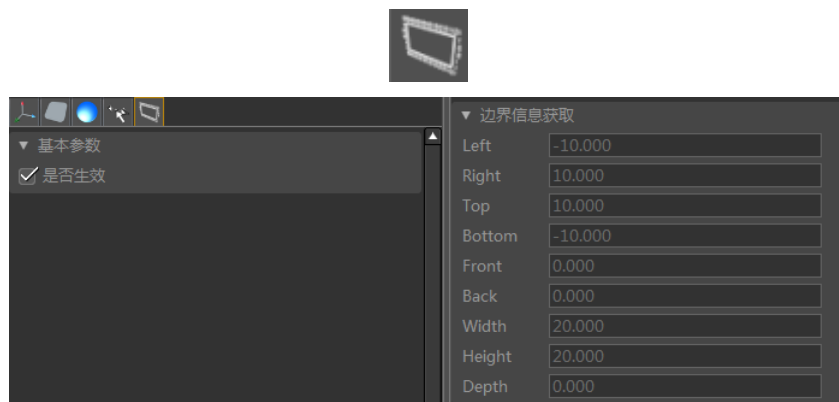 基本参数
是否生效
边界信息获取
Left -10.000
Right 10.000
Top 10.000
Bottom -10.000
Front 0.000
Back 0.000
Width 20.000
Height 20.000
Depth 0.000